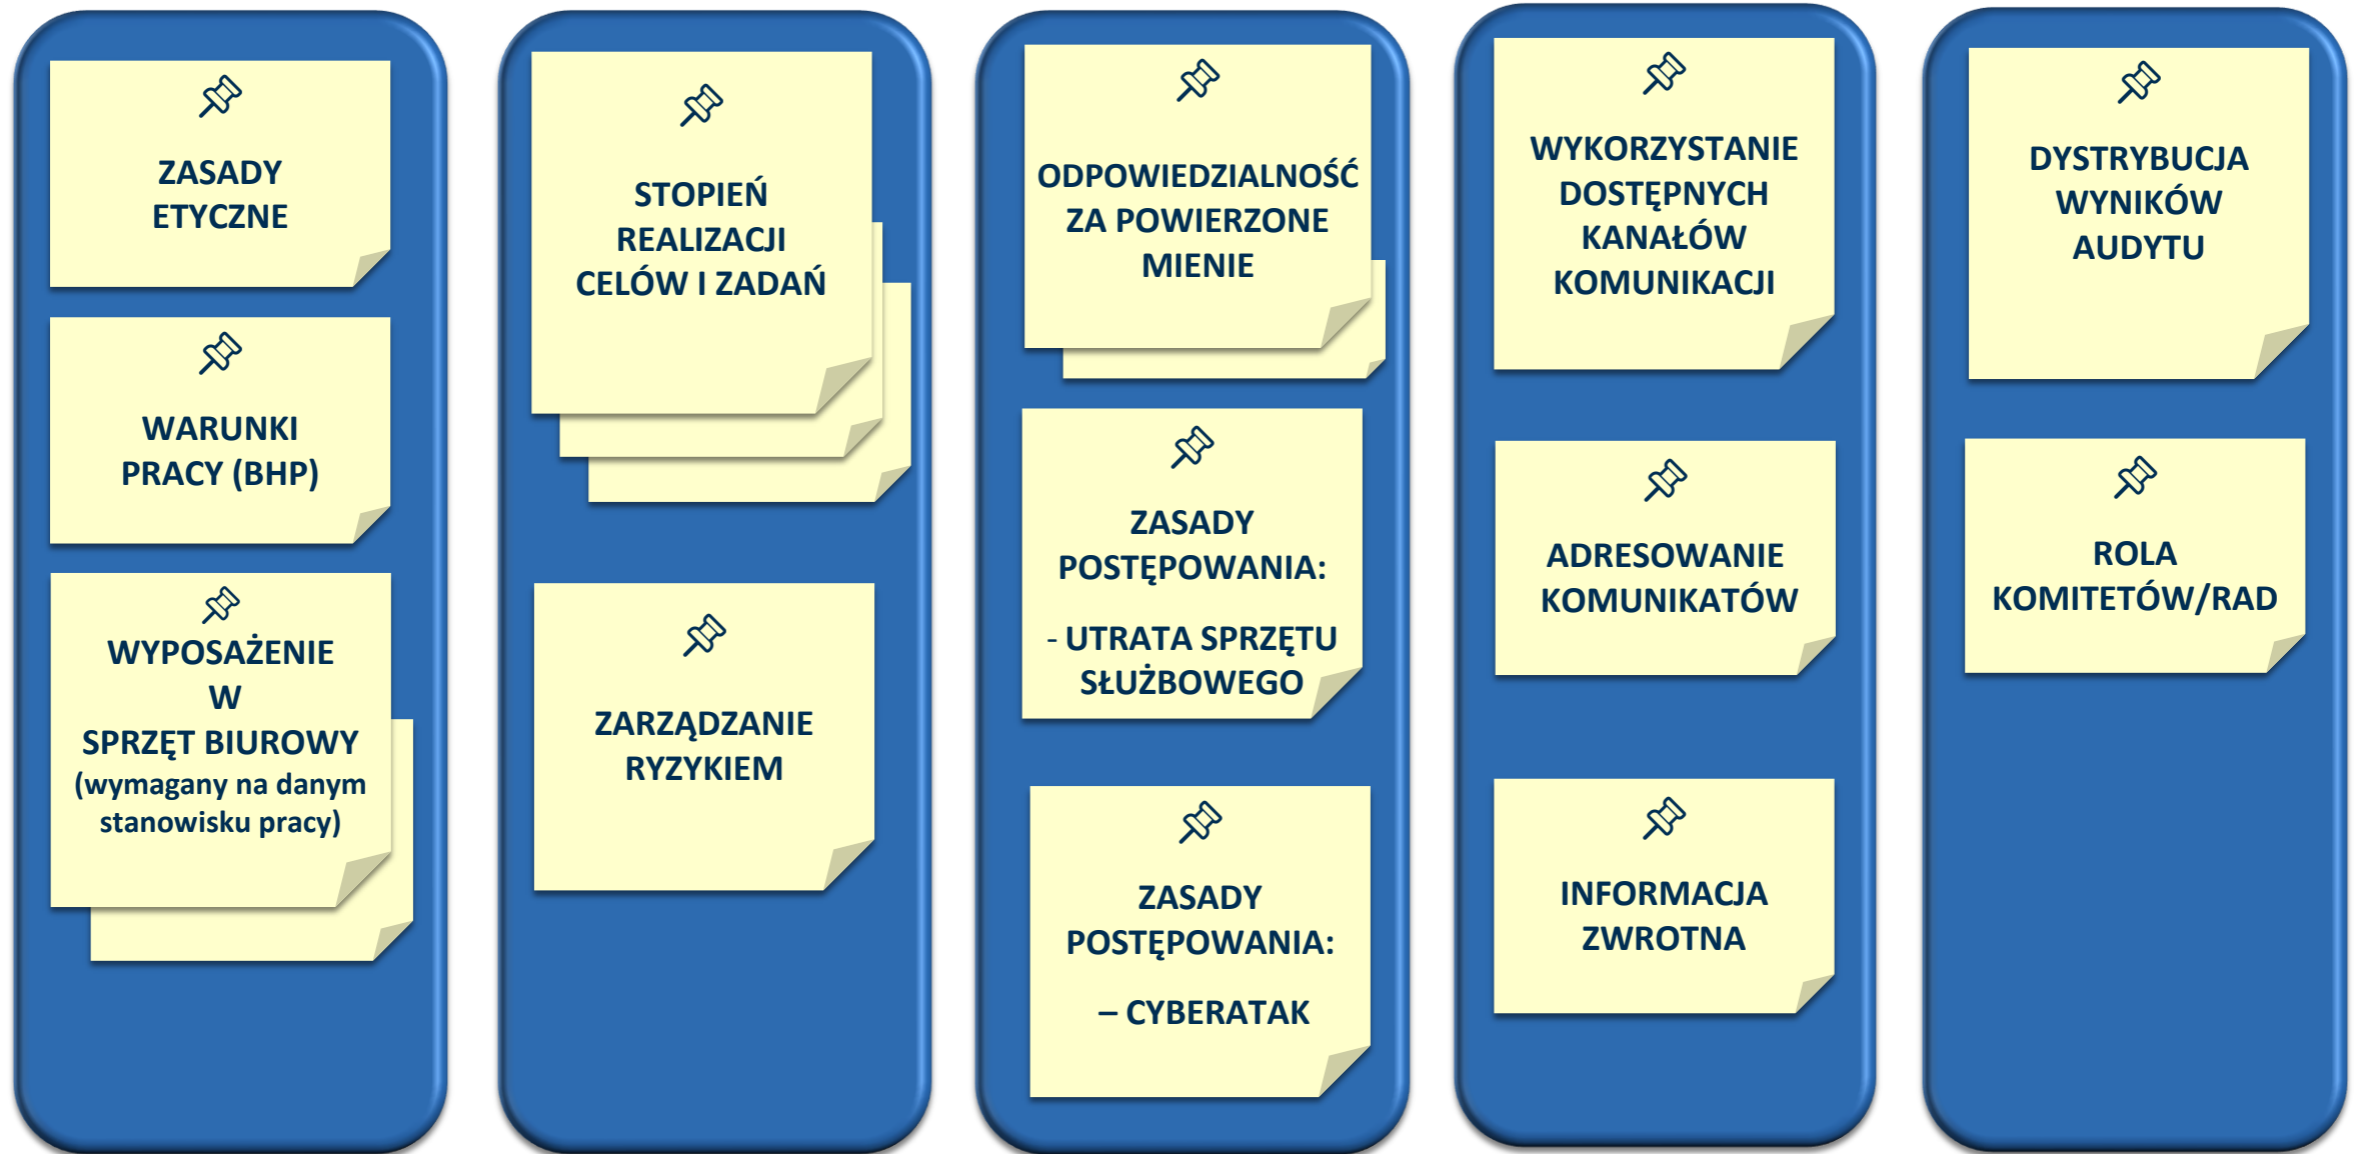 ZASADY
ETYCZNE
WARUNKI
PRACY (BHP)
WYPOSAŻENIE
W
SPRZĘT BIUROWY
(wymagany na danym
stanowisku pracy)
STOPIEŃ
REALIZACJI
CELÓW I ZADAŃ
ZARZĄDZANIE
RYZYKIEM
ODPOWIEDZIALNOŚĆ
ZA POWIERZONE
MIENIE
ZASADY
POSTĘPOWANIA:
- UTRATA SPRZĘTU
SŁUŻBOWEGO
ZASADY
POSTĘPOWANIA:
– CYBERATAK
WYKORZYSTANIE
DOSTĘPNYCH
KANAŁÓW
KOMUNIKACJI
ADRESOWANIE
KOMUNIKATÓW
INFORMACJA
ZWROTNA
DYSTRYBUCJA
WYNIKÓW
AUDYTU
ROLA
KOMITETÓW/RAD